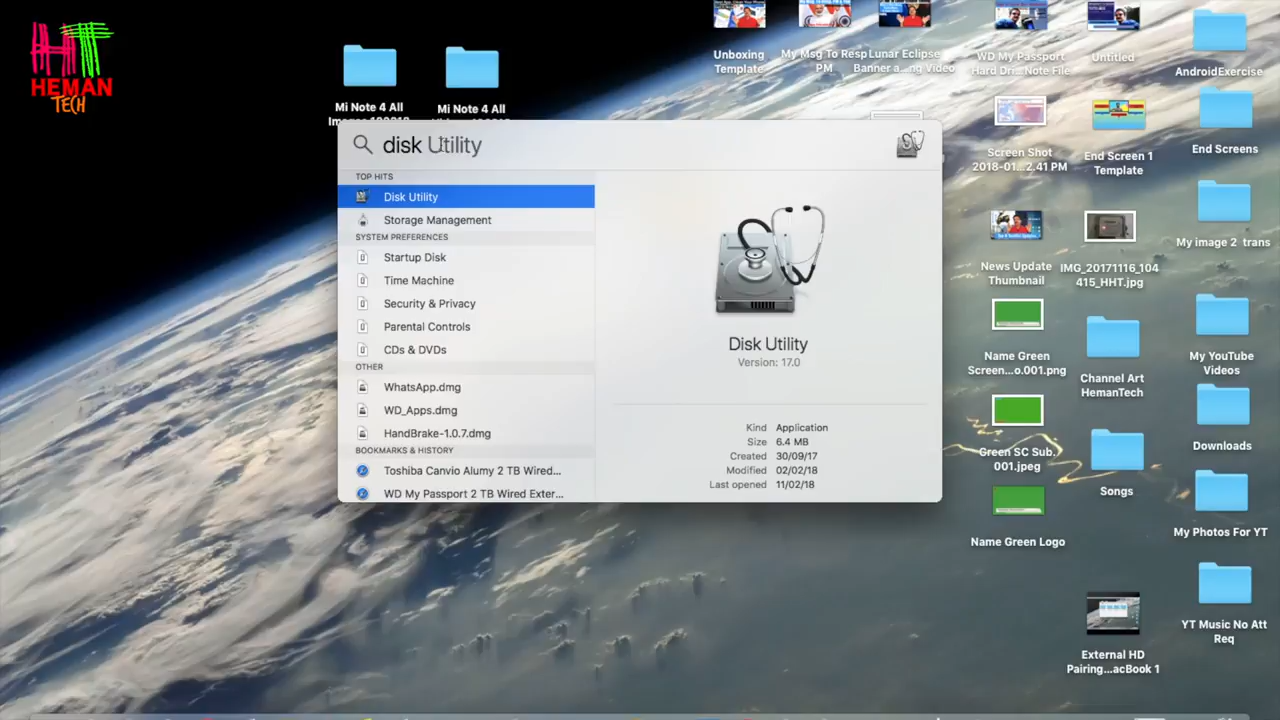 HT
HEMAN
TECH
Mi Note 4 All
Mi Note 4 All
Unboxing
Template
My Msg To Resp
PM
Lunar Eclipse
Banner a...ng Video
WD My Passport
Hard Dri...Note File
Untitled
AndroidExercise
Screen Shot
2018-01...2.41 PM
End Screen 1
Template
End Screens
News Update
Thumbnail
IMG_20171116_104
415_HHT.jpg
My image 2 trans
Name Green
Screen...o.001.png
Channel Art
HemanTech
My YouTube
Videos
Green SC Sub.
001.jpeg
Songs
Downloads
Name Green Logo
My Photos For YT
External HD
Pairing...acBook 1
YT Music No Att
Req
disk Utility
TOP HITS
Disk Utility
Storage Management
SYSTEM PREFERENCES
Startup Disk
Time Machine
Security & Privacy
Parental Controls
CDs & DVDs
OTHER
WhatsApp.dmg
WD_Apps.dmg
HandBrake-1.0.7.dmg
BOOKMARKS & HISTORY
Toshiba Canvio Alumy 2 TB Wired...
WD My Passport 2 TB Wired Exter...
Disk Utility
Version: 17.0
Kind Application
Size 6.4 MB
Created 30/09/17
Modified 02/02/18
Last opened 11/02/18